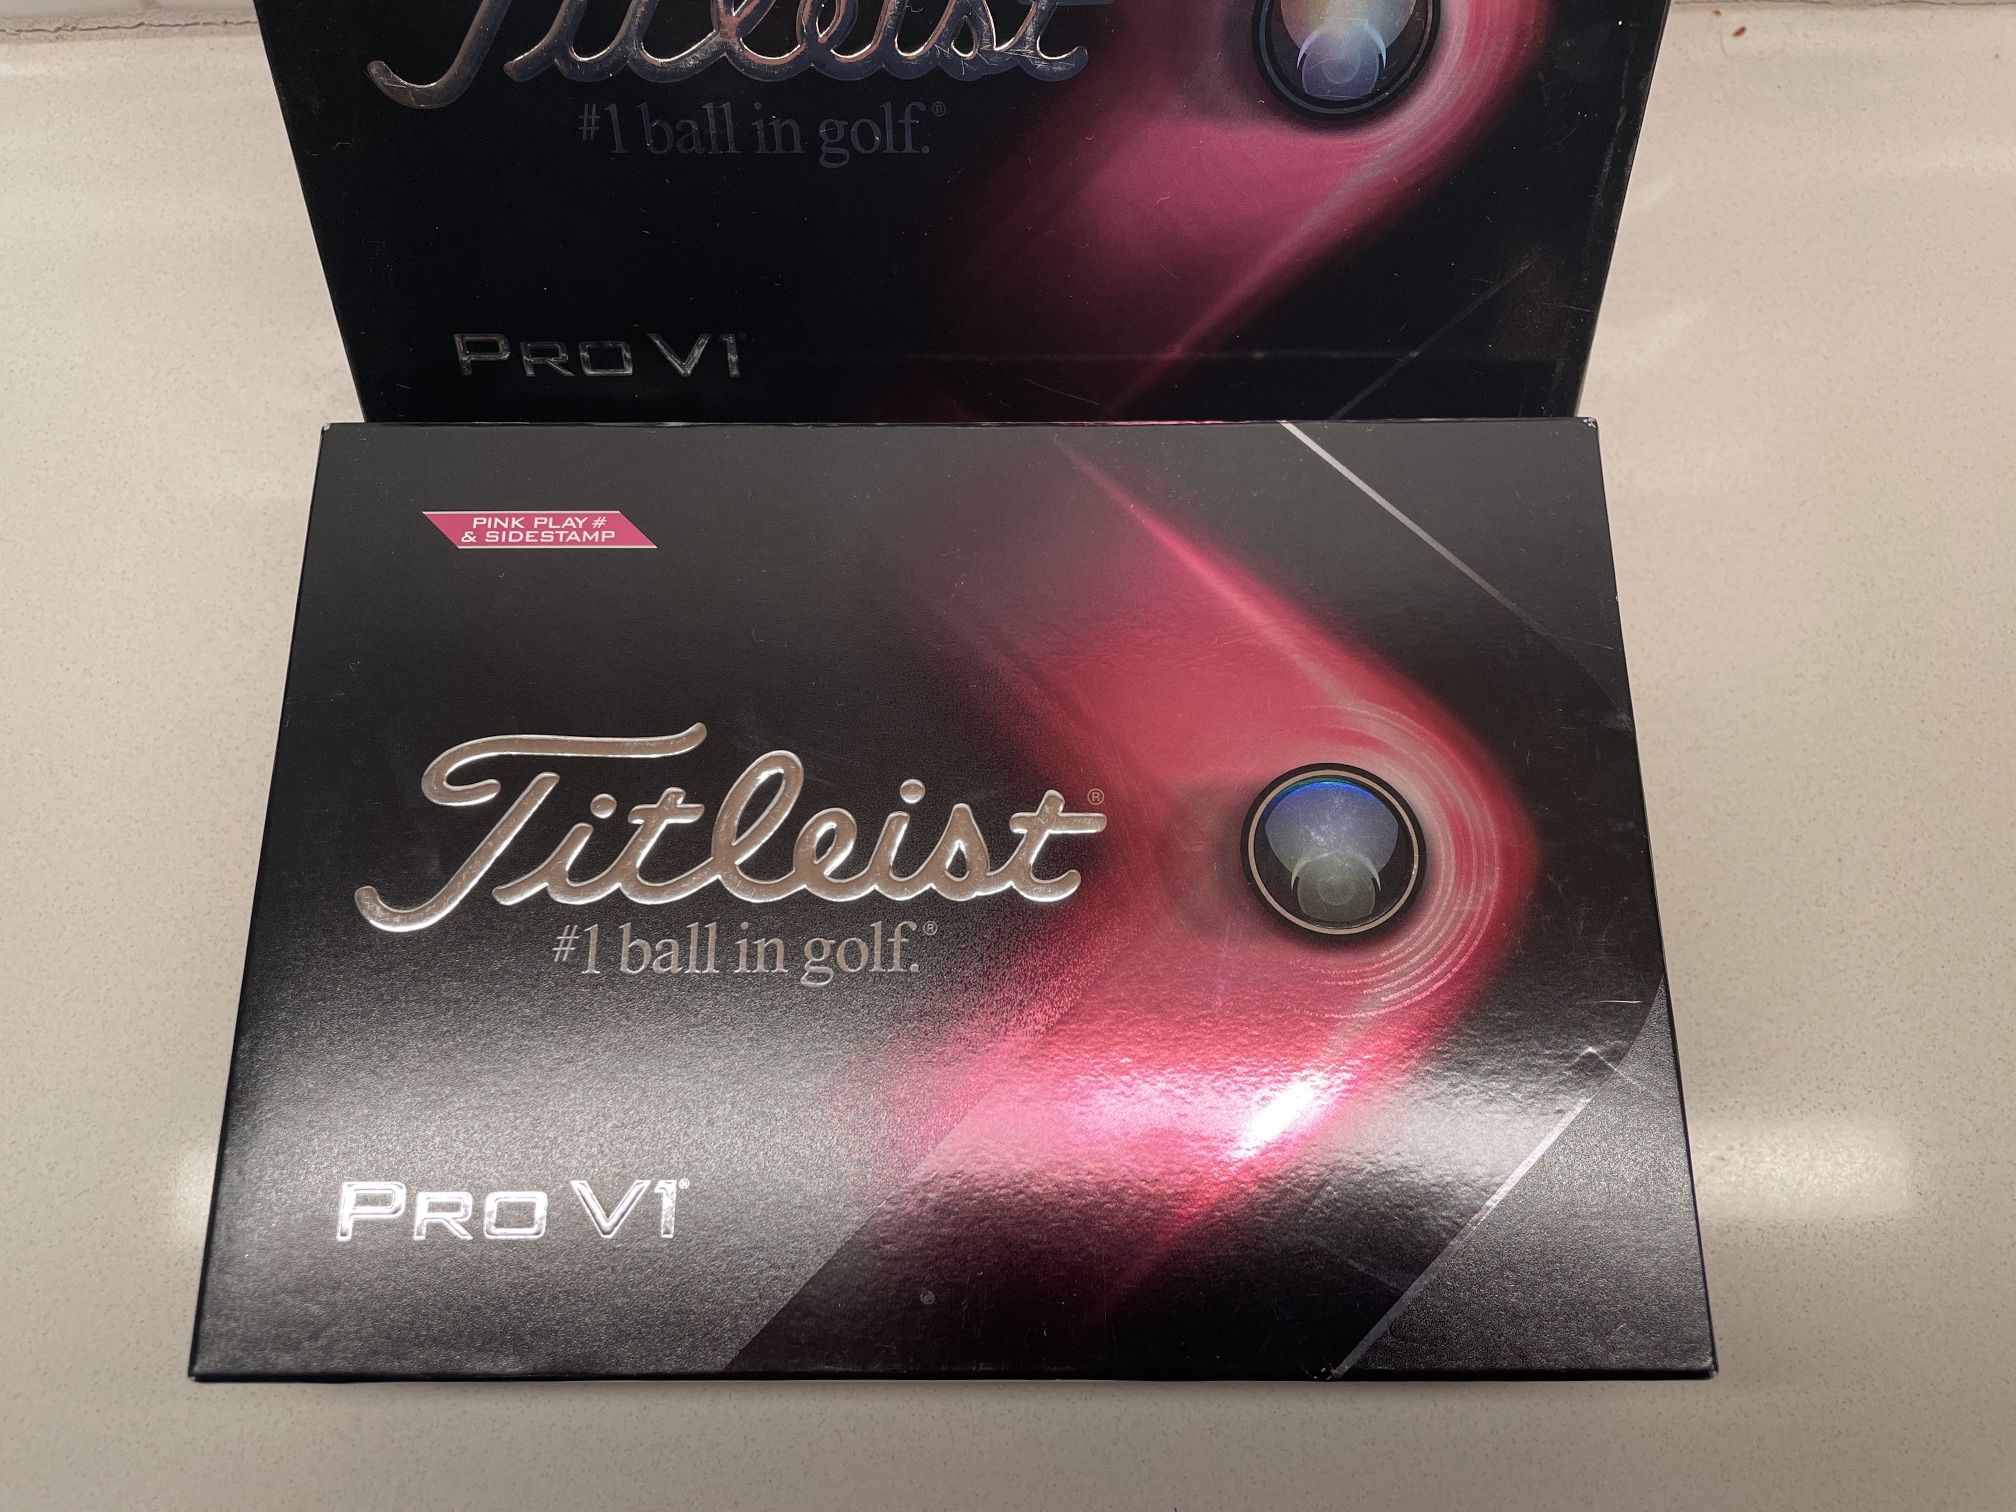 Titleist
#1 ball in golf.®
PRO V1
PINK PLAY #
& SIDESTAMP
Titleist®
#1 ball in golf.®
PRO V1®